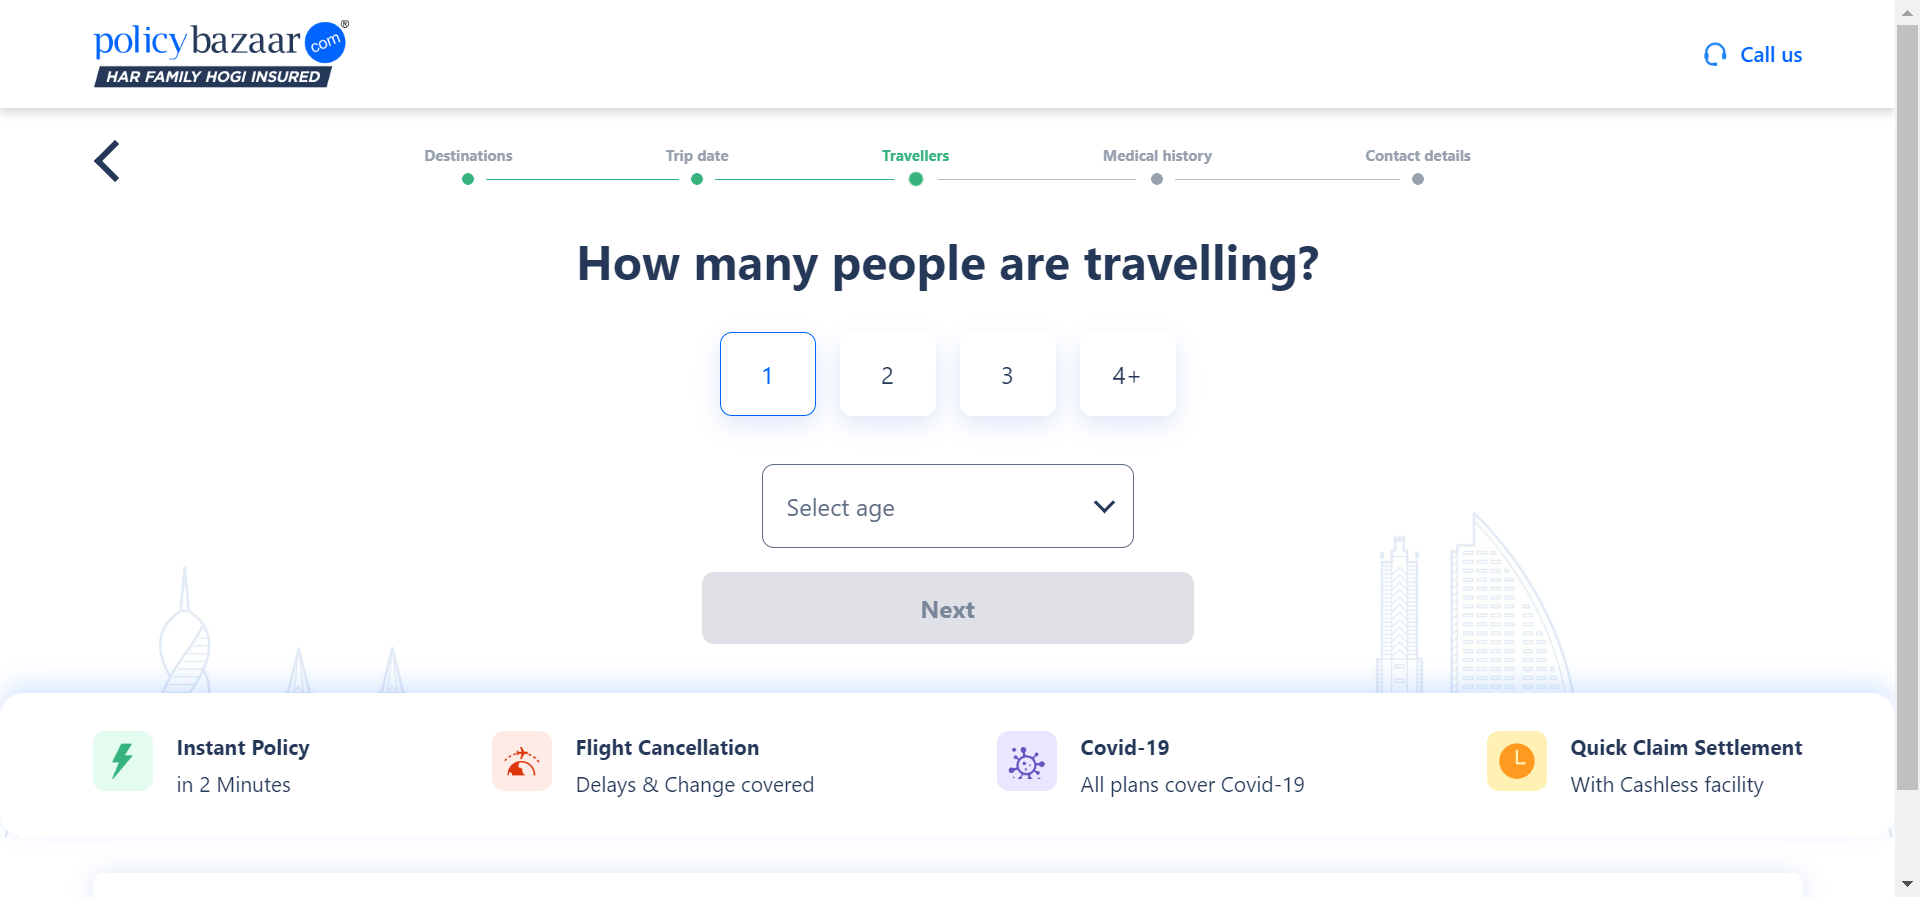 policybazaar com ®
HAR FAMILY HOGI INSURED
Call us
Destinations
Trip date
Travellers
Medical history
Contact details
How many people are travelling?
1
2
3
4+
Select age
Next
Instant Policy
in 2 Minutes
Flight Cancellation
Delays & Change covered
Covid-19
All plans cover Covid-19
Quick Claim Settlement
With Cashless facility